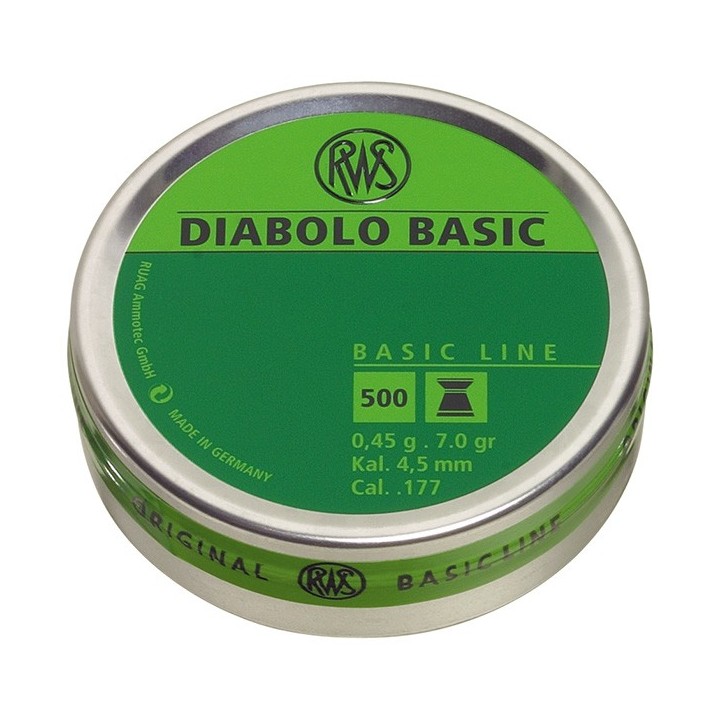 RWS
DIABOLO BASIC
RUAG Ammotec GmbH
MADE IN GERMANY
BASIC LINE
500
0,45 g . 7.0 gr
Kal. 4,5 mm
Cal. .177
ORIGINAL RWS BASIC LINE